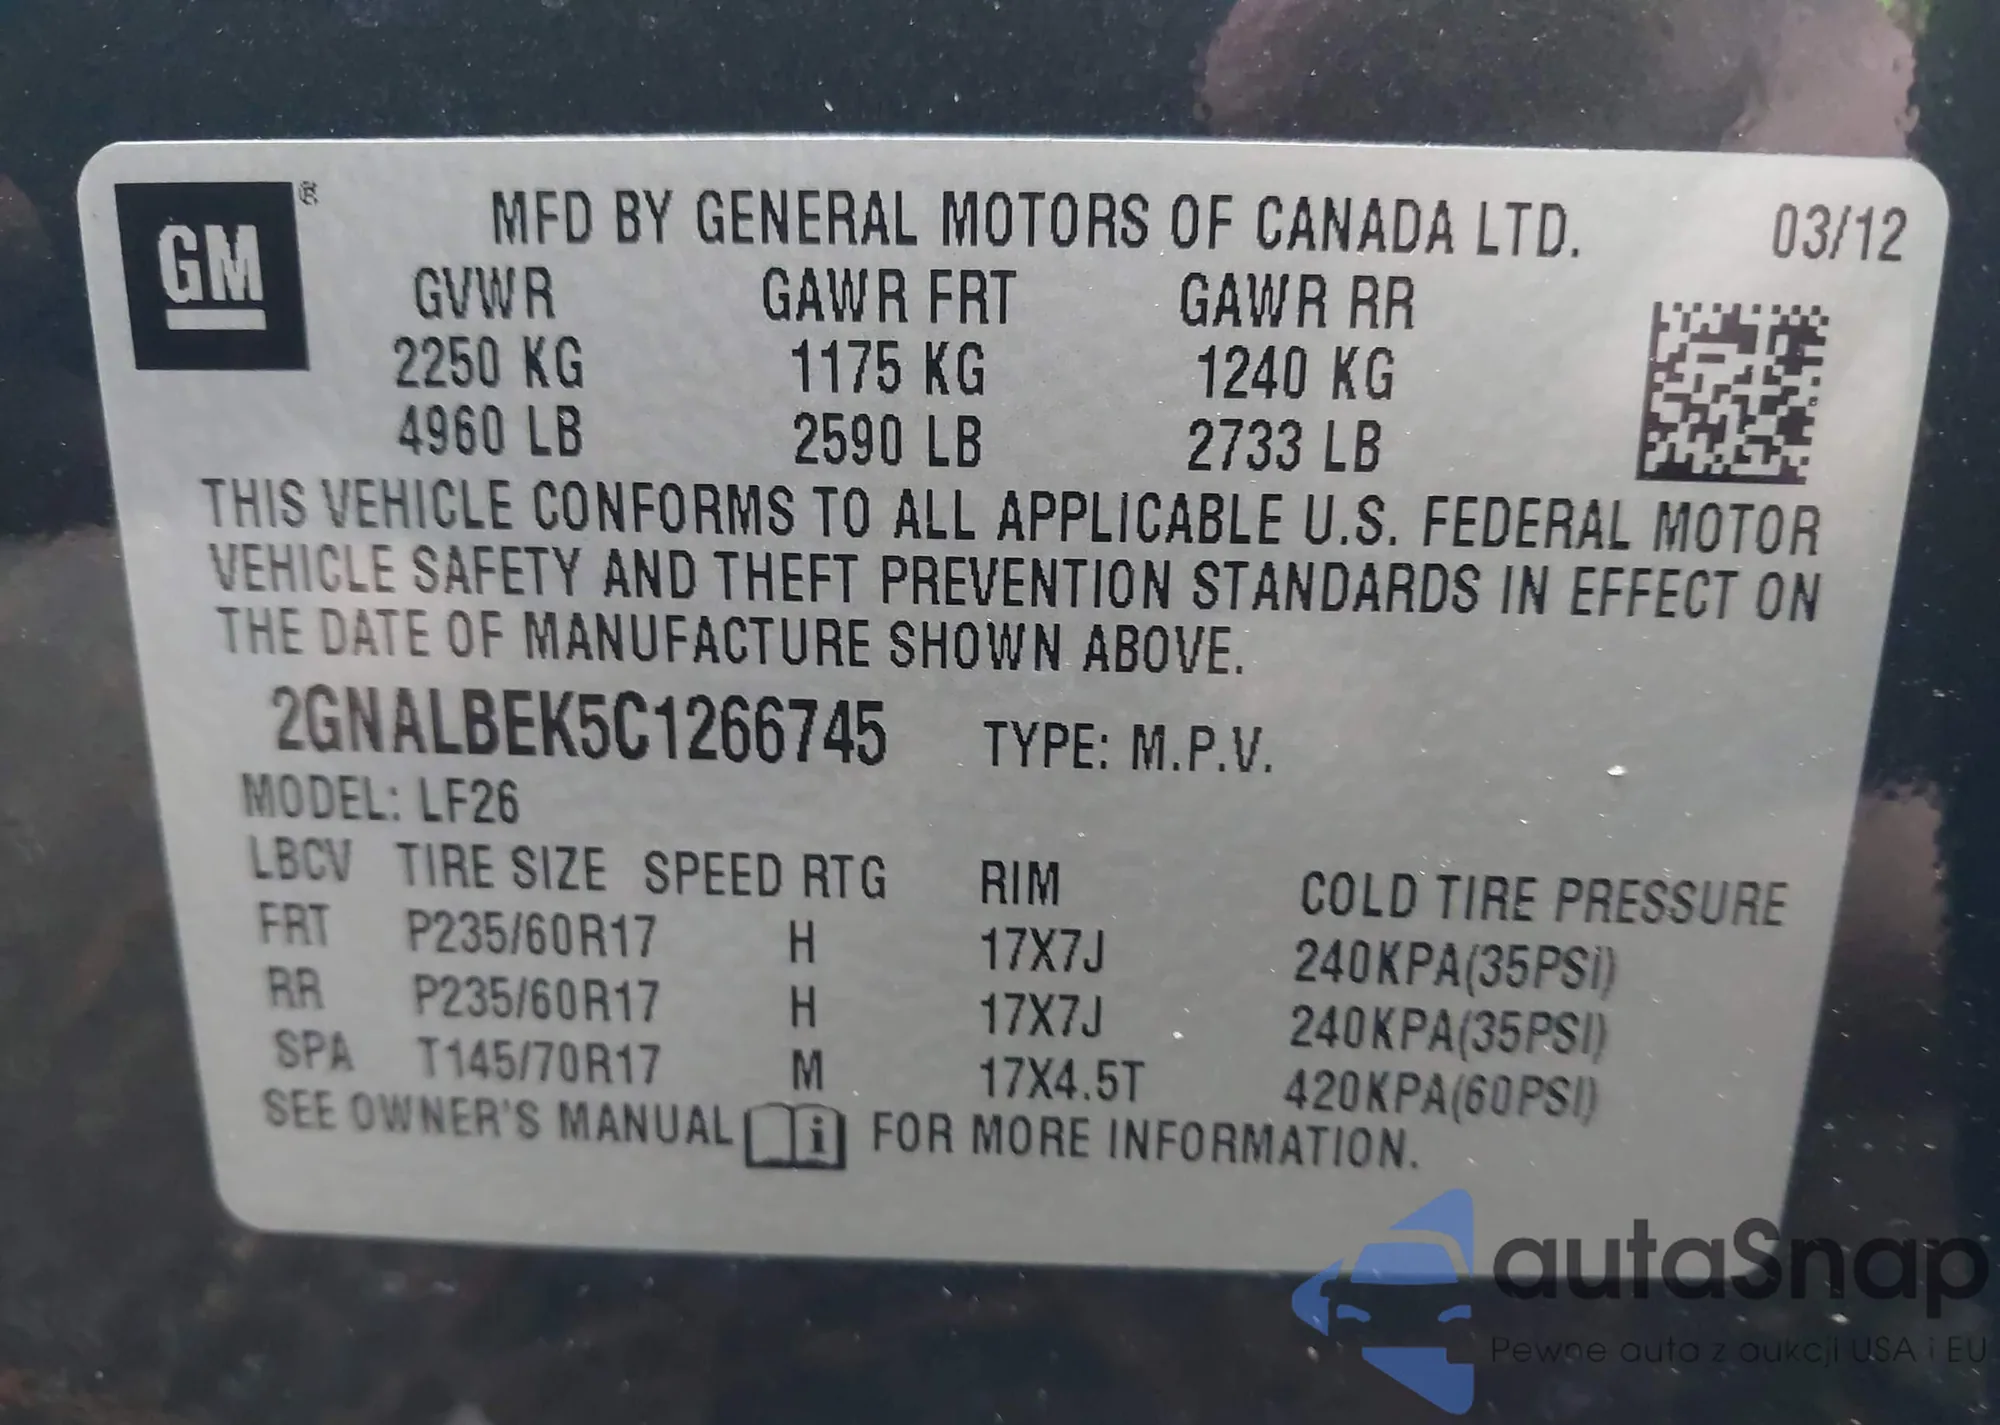 GM ®
MFD BY GENERAL MOTORS OF CANADA LTD. 03/12
GVWR GAWR FRT GAWR RR
2250 KG 1175 KG 1240 KG
4960 LB 2590 LB 2733 LB
THIS VEHICLE CONFORMS TO ALL APPLICABLE U.S. FEDERAL MOTOR
VEHICLE SAFETY AND THEFT PREVENTION STANDARDS IN EFFECT ON
THE DATE OF MANUFACTURE SHOWN ABOVE.
2GNALBEK5C1266745 TYPE: M.P.V.
MODEL: LF26
LBCV TIRE SIZE SPEED RTG RIM COLD TIRE PRESSURE
FRT P235/60R17 H 17X7J 240KPA(35PSi)
RR P235/60R17 H 17X7J 240KPA(35PSI)
SPA T145/70R17 M 17X4.5T 420KPA(60PSI)
SEE OWNER'S MANUAL i FOR MORE INFORMATION.
autaSnap
Pewne auta z aukcji USA i EU